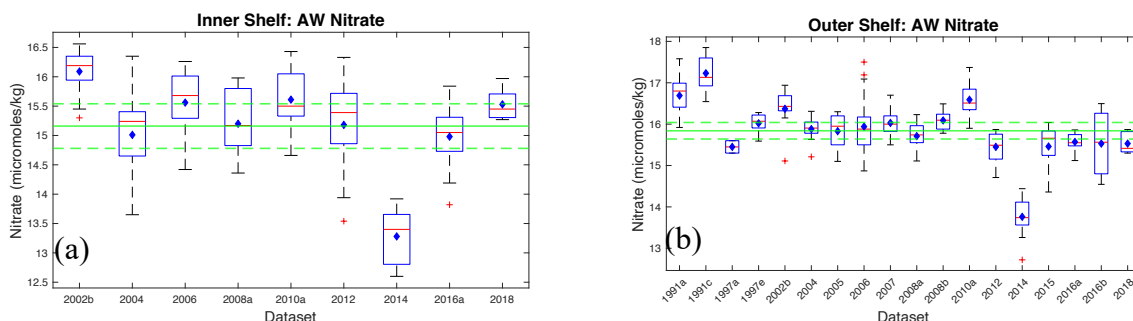 Inner Shelf: AW Nitrate
Nitrate (micromoles/kg)
16.5
16
15.5
15
14.5
14
13.5
13
12.5
(a)
2002b 2004 2006 2008a 2010a 2012 2014 2016a 2018
Dataset
Outer Shelf: AW Nitrate
Nitrate (micromoles/kg)
18
17
16
15
14
13
(b)
1991a 1991c 1997a 1997e 2002b 2004 2005 2006 2007 2008a 2008b 2010a 2012 2014 2015 2016a 2016b 2018
Dataset